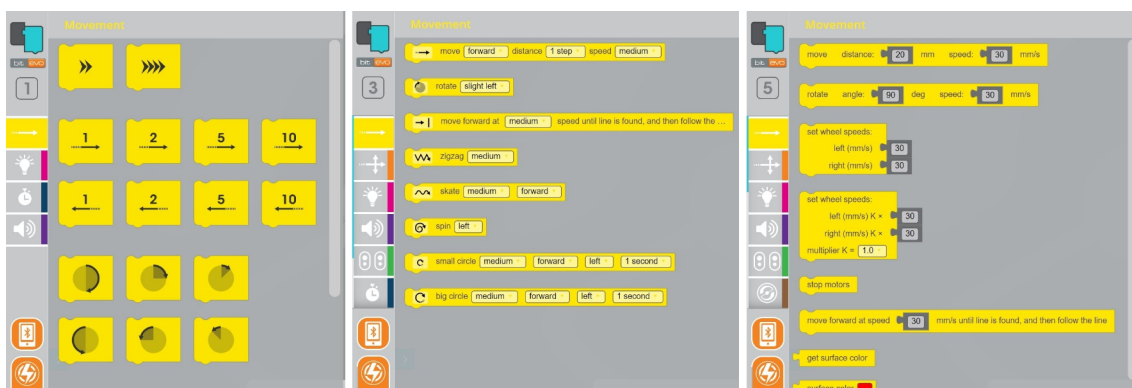 Movement
bit evo
1
1 2 5 10
1 2 5 10
Movement
bit evo
3
move forward distance 1 step speed medium
rotate slight left
move forward at medium speed until line is found, and then follow the ...
zigzag medium
skate medium forward
spin left
small circle medium forward left 1 second
big circle medium forward left 1 second
Movement
bit evo
5
move distance: 20 mm speed: 30 mm/s
rotate angle: 90 deg speed: 30 mm/s
set wheel speeds:
left (mm/s) 30
right (mm/s) 30
set wheel speeds:
left (mm/s) K × 30
right (mm/s) K × 30
multiplier K = 1.0
stop motors
move forward at speed 30 mm/s until line is found, and then follow the line
get surface color
surface color